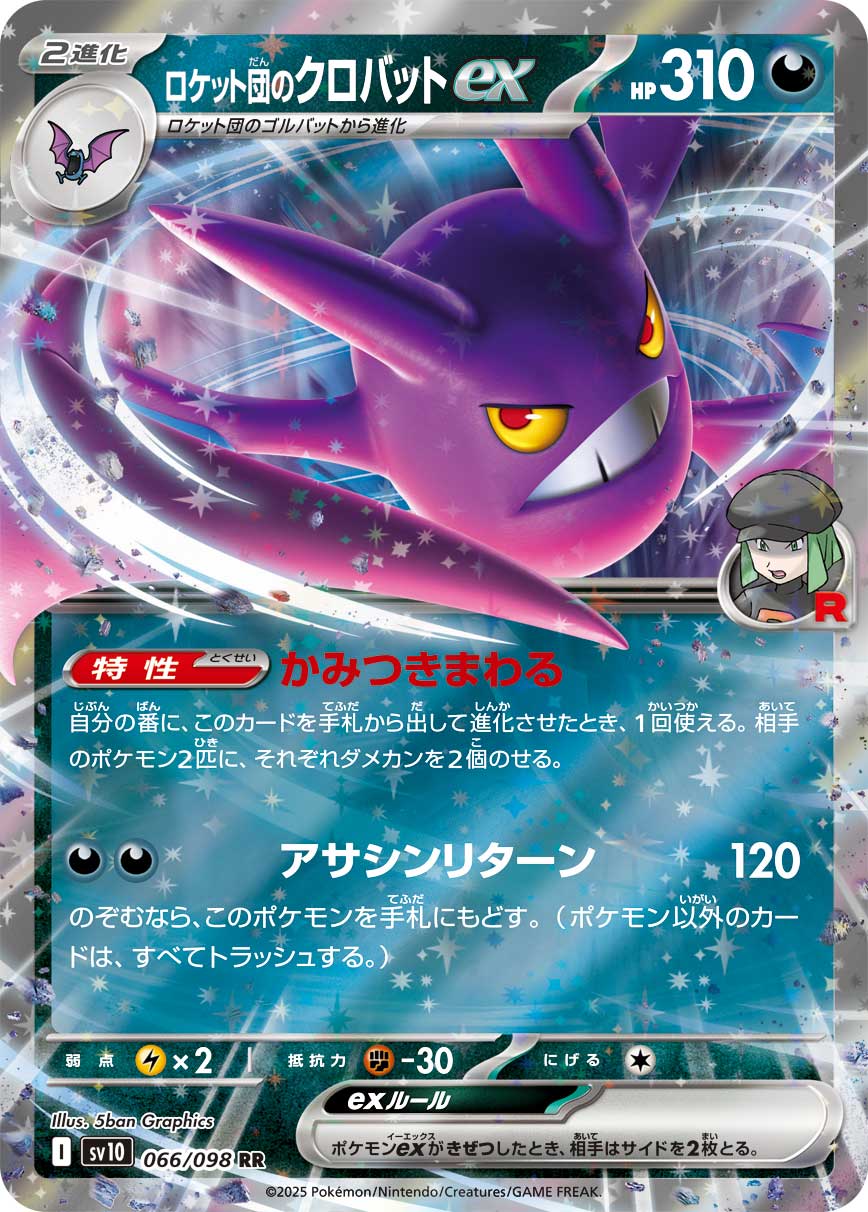 2進化
ロケット団のクロバットex
HP310
ロケット団のゴルバットから進化
R
特性 かみつきまわる
自分の番に、このカードを手札から出して進化させたとき、1回使える。相手
のポケモン2匹に、それぞれダメカンを2個のせる。
アサシンリターン 120
のぞむなら、このポケモンを手札にもどす。（ポケモン以外のカー
ドは、すべてトラッシュする。）
弱点 ×2 抵抗力 -30 にげる
exルール
ポケモンexがきぜつしたとき、相手はサイドを2枚とる。
Illus. 5ban Graphics
I sv10 066/098 RR
©2025 Pokémon/Nintendo/Creatures/GAME FREAK.